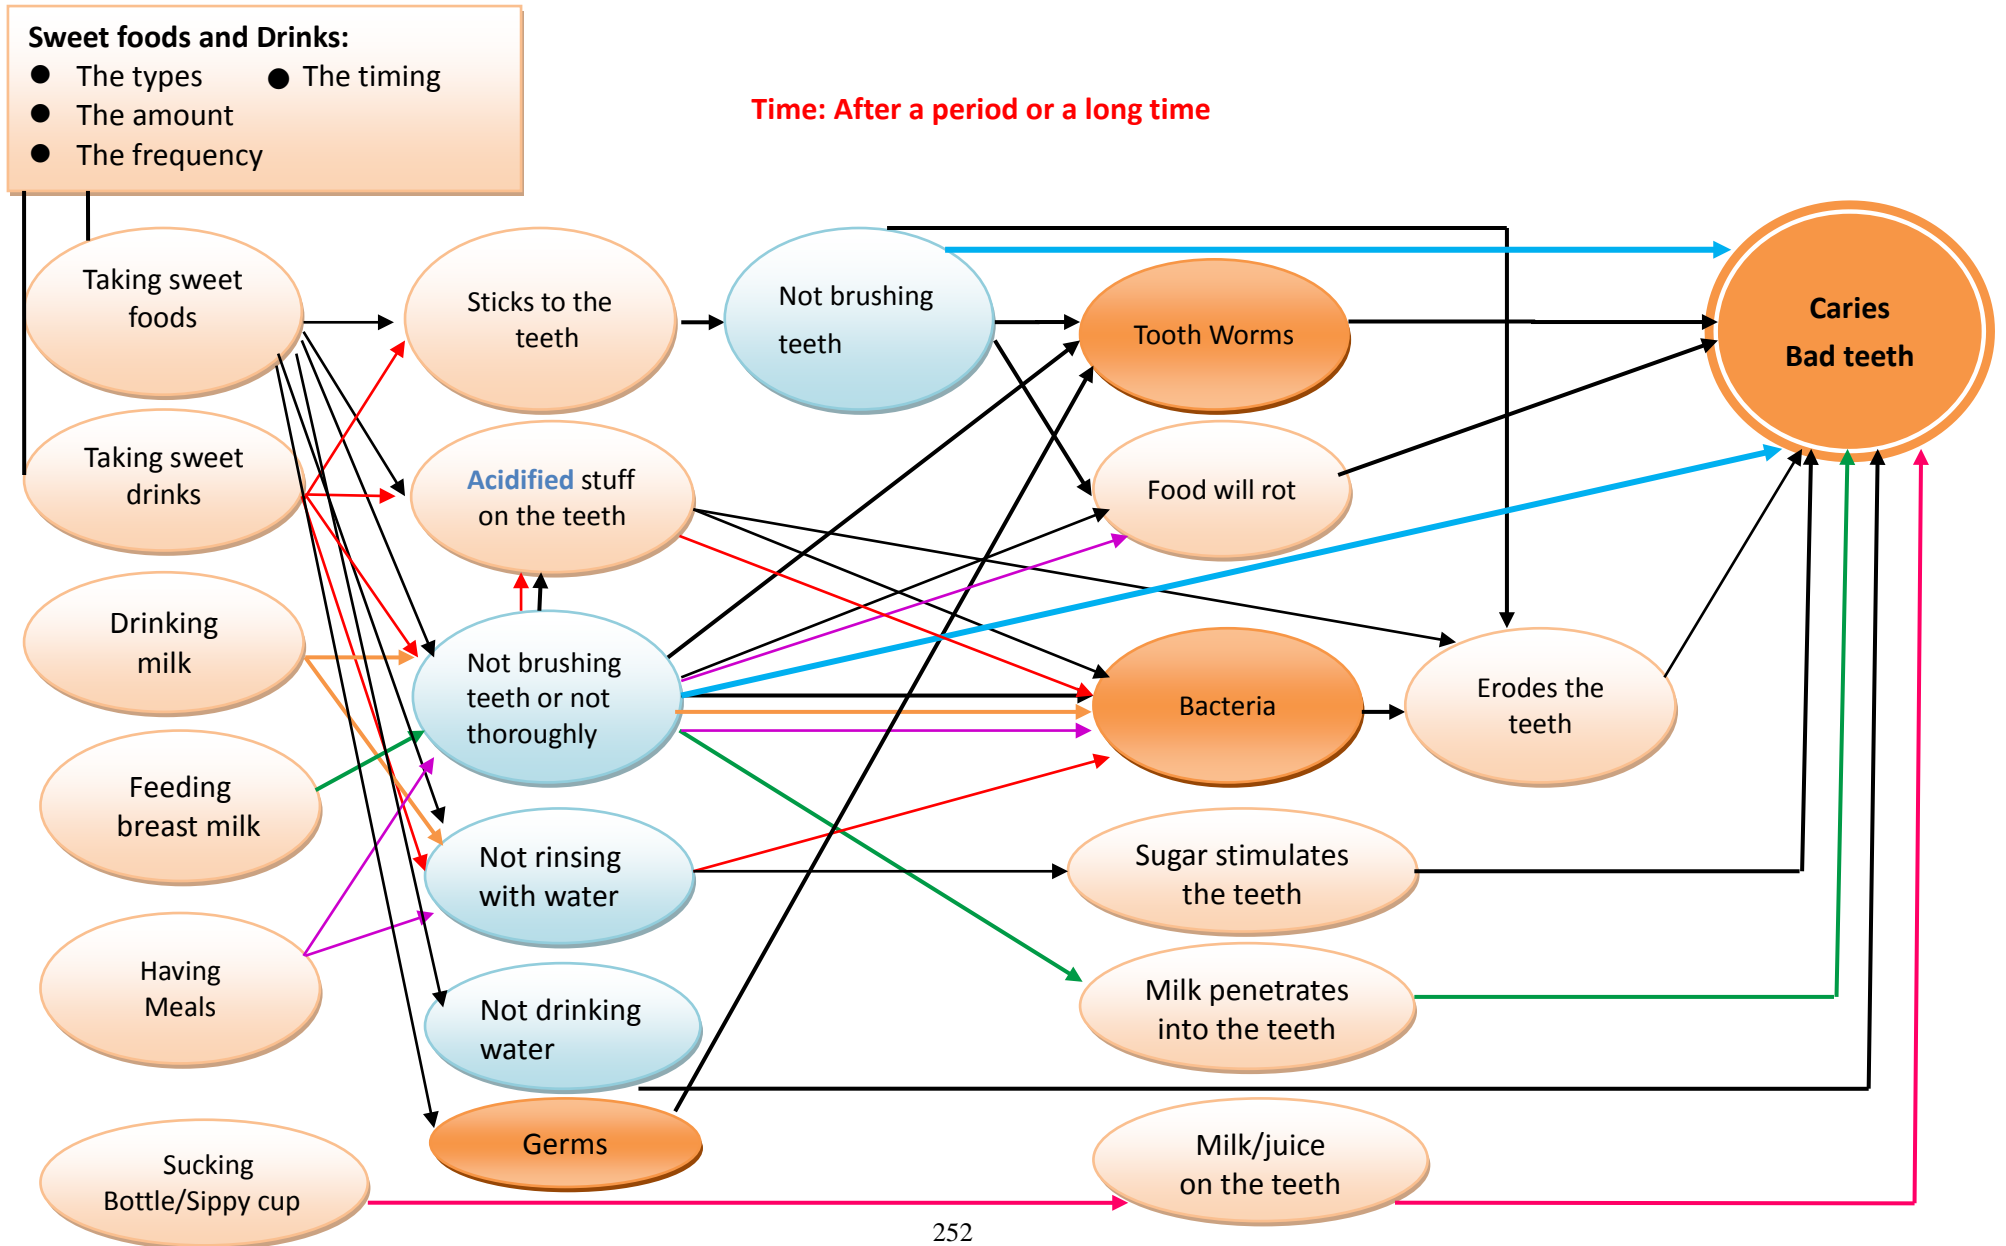 Sweet foods and Drinks:
● The types ● The timing
● The amount
● The frequency
Time: After a period or a long time
Taking sweet
foods
Sticks to the
teeth
Not brushing
teeth
Tooth Worms
Caries
Bad teeth
Taking sweet
drinks
Acidified stuff
on the teeth
Food will rot
Drinking
milk
Not brushing
teeth or not
thoroughly
Bacteria
Erodes the
teeth
Feeding
breast milk
Not rinsing
with water
Sugar stimulates
the teeth
Having
Meals
Not drinking
water
Milk penetrates
into the teeth
Sucking
Bottle/Sippy cup
Germs
Milk/juice
on the teeth
252